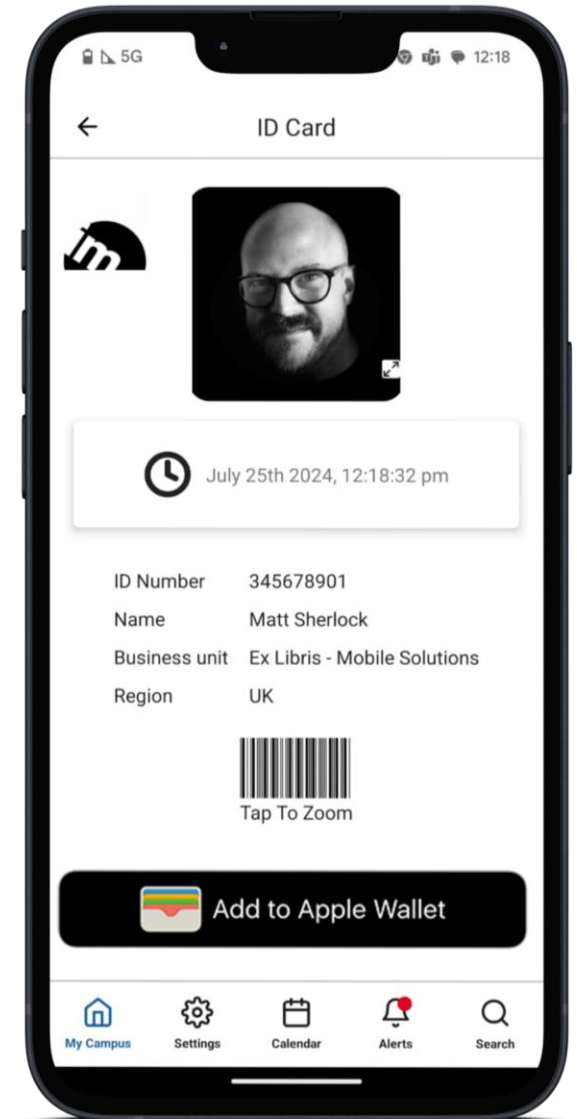 5G 12:18
ID Card
m
July 25th 2024, 12:18:32 pm
ID Number 345678901
Name Matt Sherlock
Business unit Ex Libris - Mobile Solutions
Region UK
Tap To Zoom
Add to Apple Wallet
My Campus Settings Calendar Alerts Search